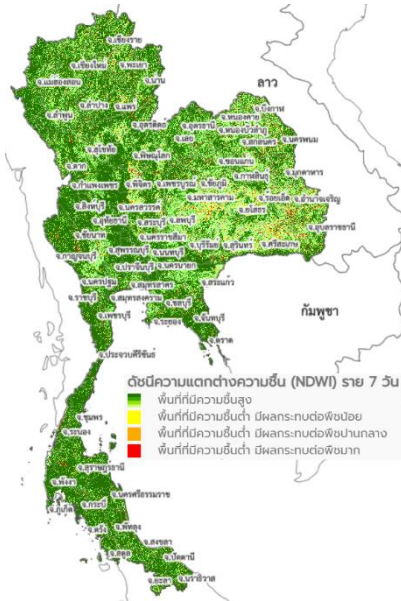 จ.เชียงราย
จ.เชียงใหม่
จ.พะเยา
จ.แม่ฮ่องสอน
จ.น่าน
ลาว
จ.ลำปาง
จ.แพร่
จ.ลำพูน
จ.อุตรดิตถ์
จ.อุดรธานี
จ.บึงกาฬ
จ.หนองคาย
จ.เลย
จ.หนองบัวลำภู
จ.สกลนคร
จ.นครพนม
จ.สุโขทัย
จ.พิษณุโลก
จ.ขอนแก่น
จ.ตาก
จ.กาฬสินธุ์
จ.มุกดาหาร
จ.กำแพงเพชร
จ.พิจิตร
จ.เพชรบูรณ์
จ.ชัยภูมิ
จ.มหาสารคาม
จ.ร้อยเอ็ด
จ.อำนาจเจริญ
จ.สิงห์บุรี
จ.นครสวรรค์
จ.ยโสธร
จ.อุทัยธานี
จ.สระบุรี
จ.ลพบุรี
จ.อุบลราชธานี
จ.ชัยนาท
จ.นครราชสีมา
จ.บุรีรัมย์
จ.สุรินทร์
จ.ศรีสะเกษ
จ.กาญจนบุรี
จ.สุพรรณบุรี
จ.นนทบุรี
จ.ปราจีนบุรี
จ.นครนายก
จ.นครปฐม
จ.สมุทรสาคร
จ.สระแก้ว
จ.ราชบุรี
จ.สมุทรสงคราม
จ.ชลบุรี
จ.เพชรบุรี
จ.ระยอง
จ.จันทบุรี
กัมพูชา
จ.ตราด
จ.ประจวบคีรีขันธ์
ดัชนีความแตกต่างความชื้น (NDWI) ราย 7 วัน
พื้นที่ที่มีความชื้นสูง
พื้นที่ที่มีความชื้นต่ำ มีผลกระทบต่อพืชน้อย
พื้นที่ที่มีความชื้นต่ำ มีผลกระทบต่อพืชปานกลาง
พื้นที่ที่มีความชื้นต่ำ มีผลกระทบต่อพืชมาก
จ.ชุมพร
จ.ระนอง
จ.สุราษฎร์ธานี
จ.พังงา
จ.นครศรีธรรมราช
จ.กระบี่
จ.ภูเก็ต
จ.ตรัง
จ.พัทลุง
จ.สงขลา
จ.สตูล
จ.ปัตตานี
จ.ยะลา
จ.นราธิวาส